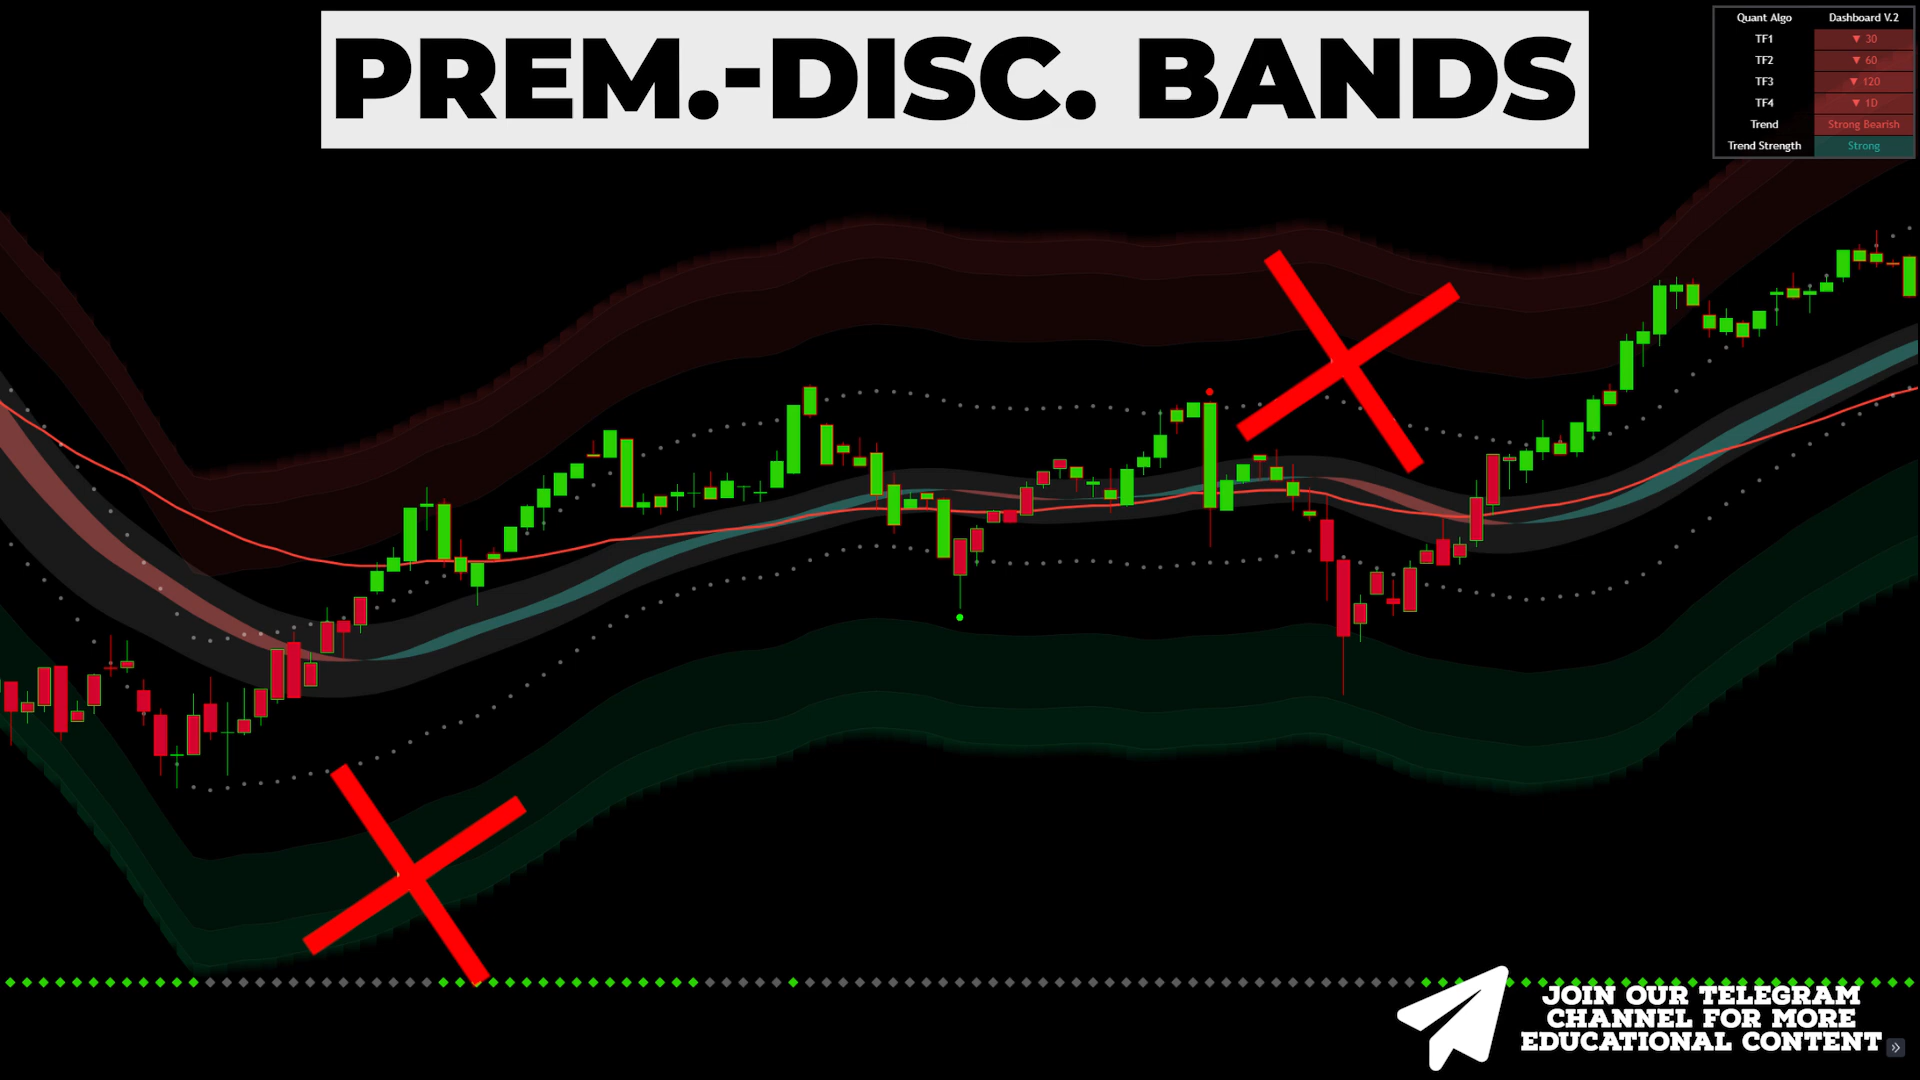 PREM.-DISC. BANDS
Quant Algo Dashboard V.2
TF1 ▼ 30
TF2 ▼ 60
TF3 ▼ 120
TF4 ▼ 1D
Trend Strong Bearish
Trend Strength Strong
JOIN OUR TELEGRAM
CHANNEL FOR MORE
EDUCATIONAL CONTENT